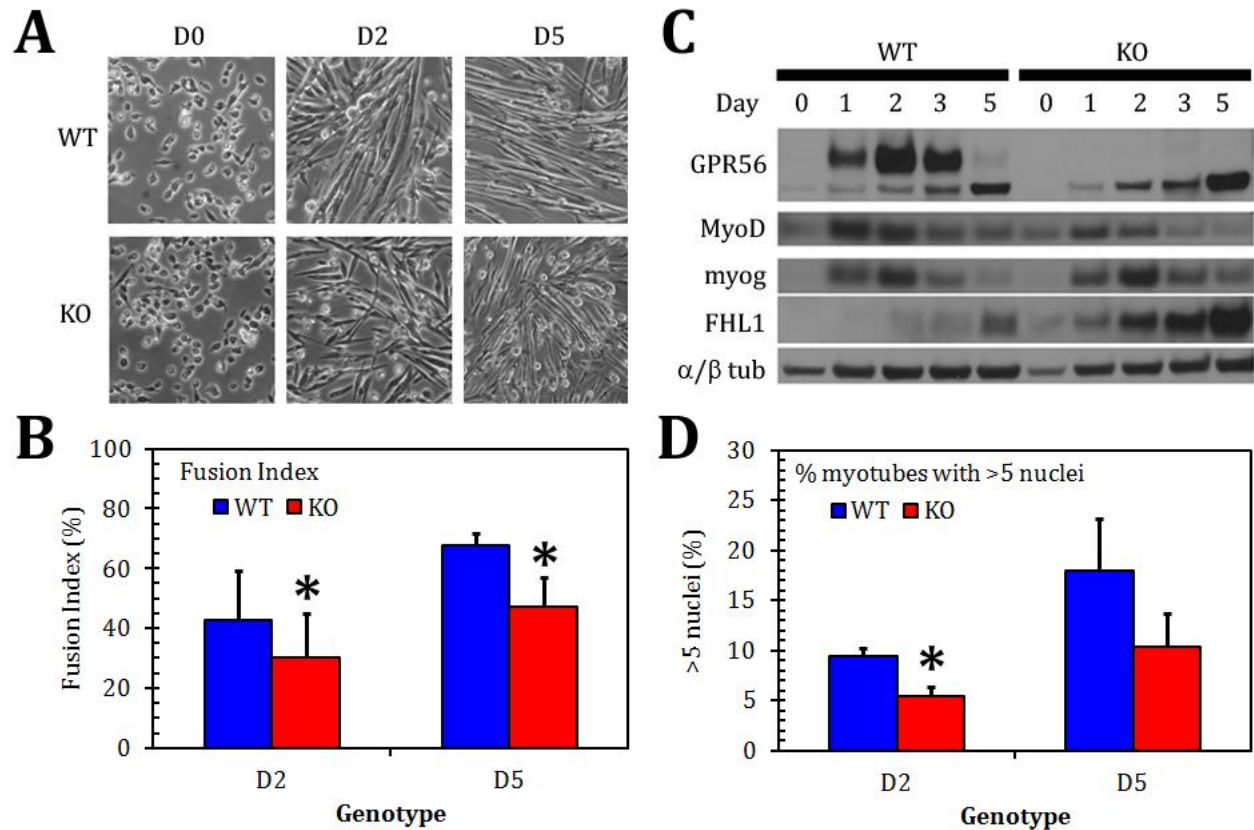 A
D0 D2 D5
WT
KO
B
Fusion Index
WT KO
Fusion Index (%)
100
80
60
40
20
0
* *
D2 D5
Genotype
C
WT KO
Day 0 1 2 3 5 0 1 2 3 5
GPR56
MyoD
myog
FHL1
α/β tub
D
% myotubes with >5 nuclei
WT KO
>5 nuclei (%)
30
25
20
15
10
5
0
*
D2 D5
Genotype